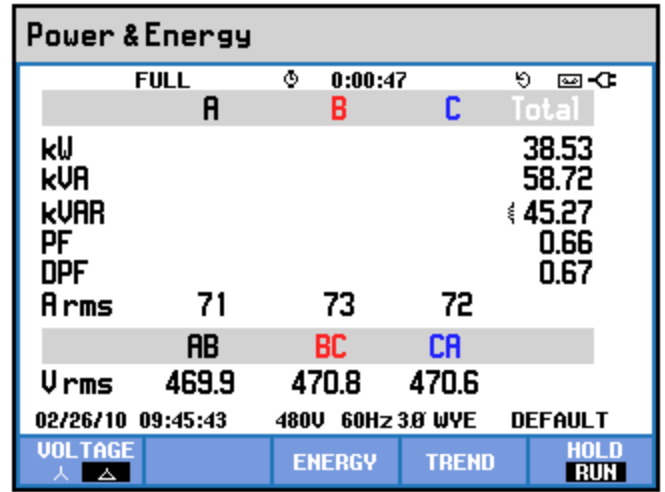 Power & Energy
FULL 0:00:47
A B C Total
kW 38.53
kVA 58.72
kVAR 45.27
PF 0.66
DPF 0.67
A rms 71 73 72
AB BC CA
V rms 469.9 470.8 470.6
02/26/10 09:45:43 480V 60Hz 3Ø WYE DEFAULT
VOLTAGE ENERGY TREND HOLD
RUN